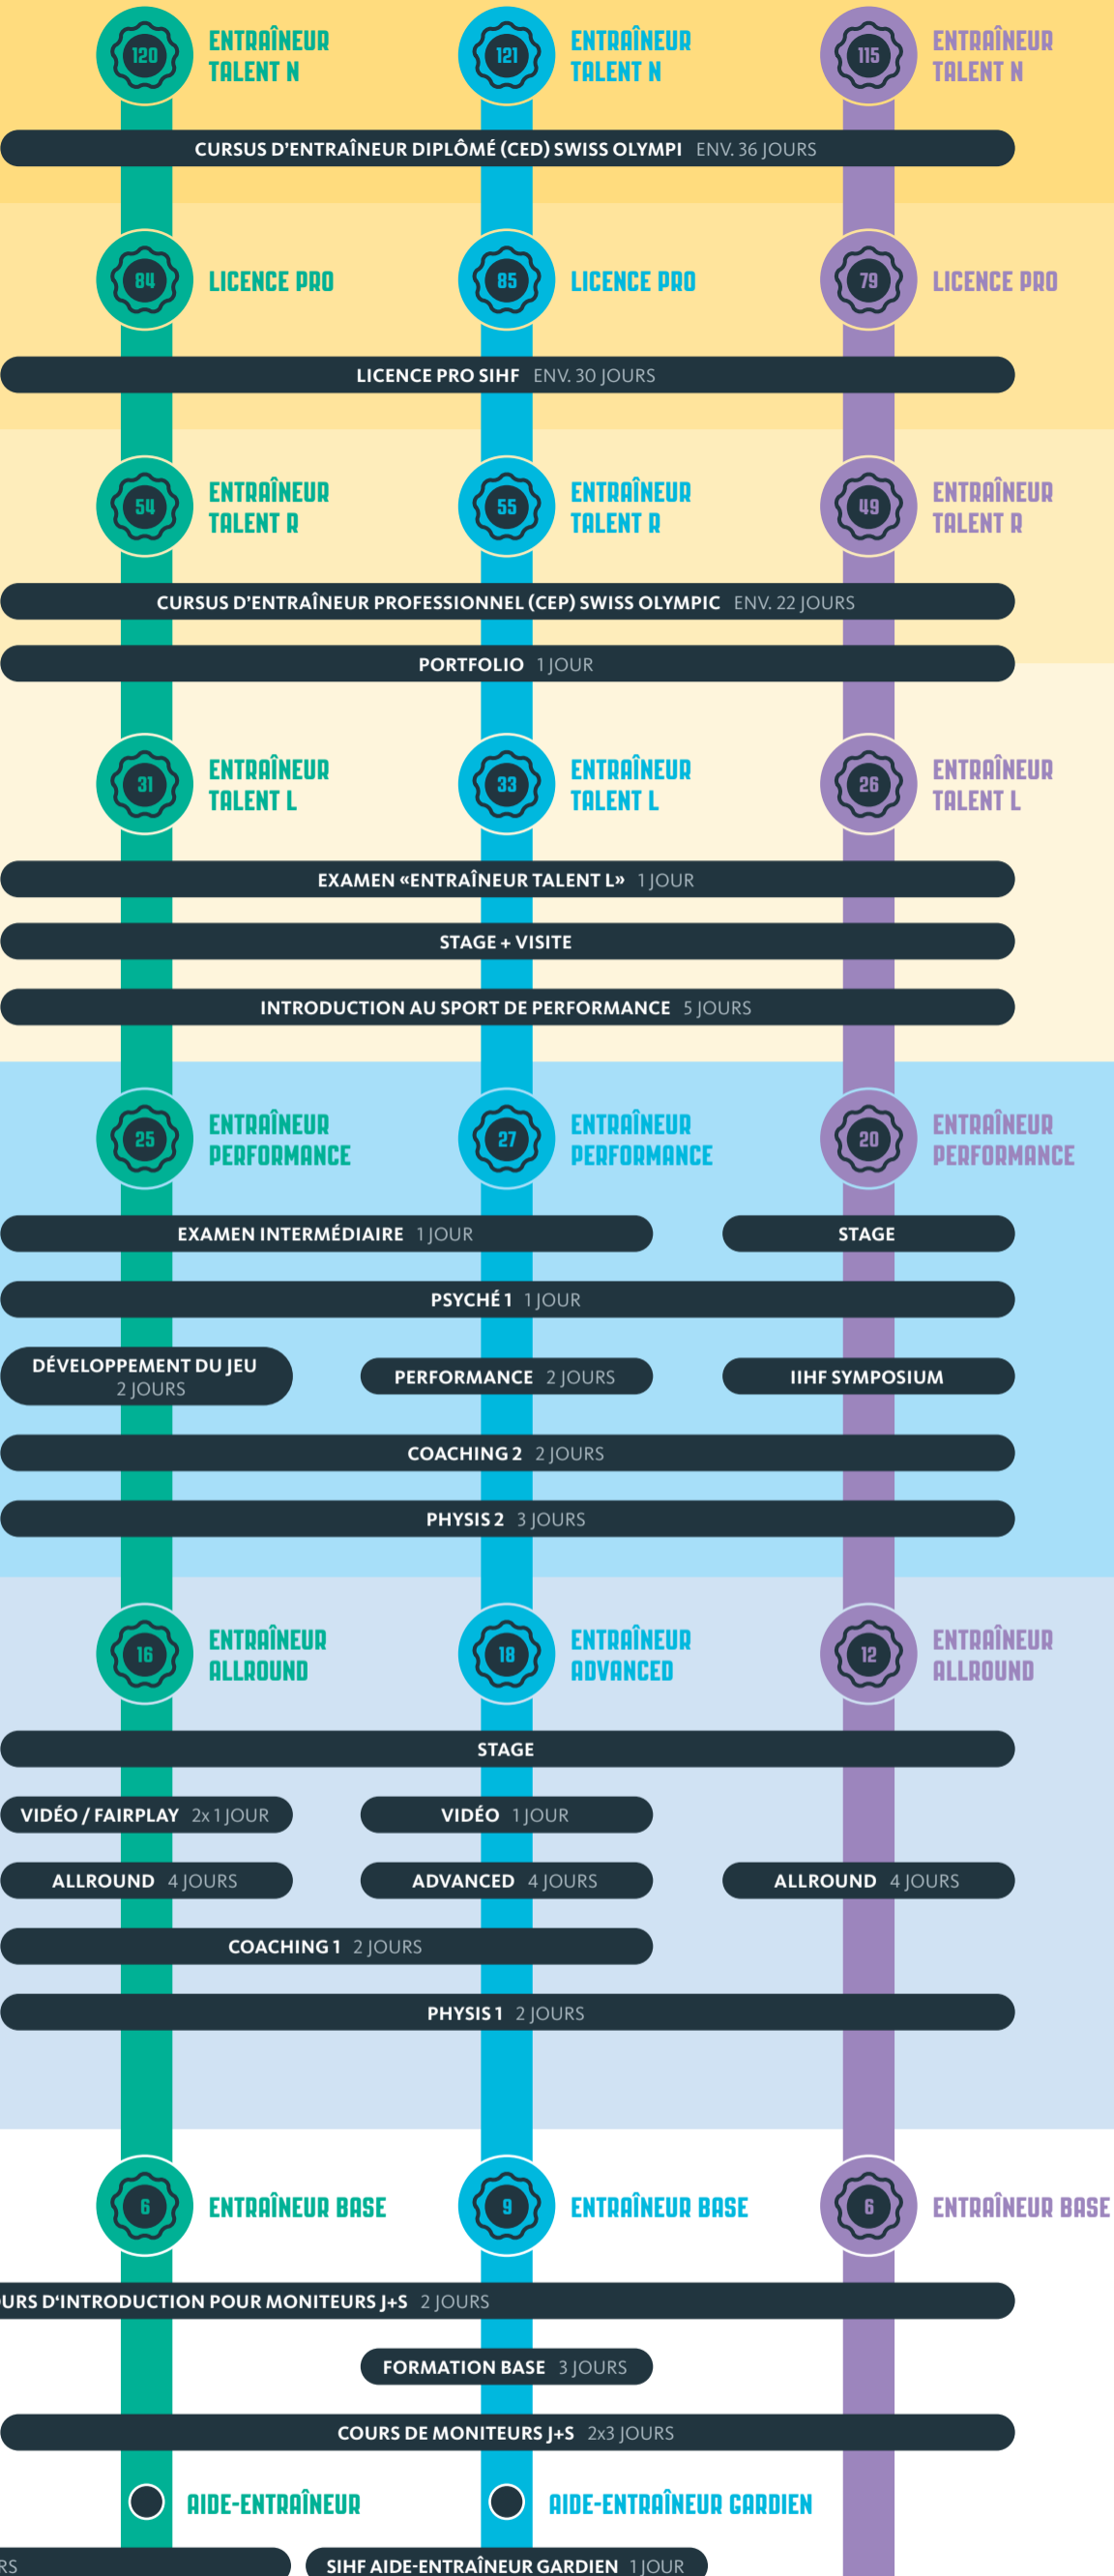 120 ENTRAÎNEUR
TALENT N
121 ENTRAÎNEUR
TALENT N
115 ENTRAÎNEUR
TALENT N
CURSUS D’ENTRAÎNEUR DIPLÔMÉ (CED) SWISS OLYMPI ENV. 36 JOURS
84 LICENCE PRO
85 LICENCE PRO
79 LICENCE PRO
LICENCE PRO SIHF ENV. 30 JOURS
54 ENTRAÎNEUR
TALENT R
55 ENTRAÎNEUR
TALENT R
49 ENTRAÎNEUR
TALENT R
CURSUS D’ENTRAÎNEUR PROFESSIONNEL (CEP) SWISS OLYMPIC ENV. 22 JOURS
PORTFOLIO 1 JOUR
31 ENTRAÎNEUR
TALENT L
33 ENTRAÎNEUR
TALENT L
26 ENTRAÎNEUR
TALENT L
EXAMEN «ENTRAÎNEUR TALENT L» 1 JOUR
STAGE + VISITE
INTRODUCTION AU SPORT DE PERFORMANCE 5 JOURS
25 ENTRAÎNEUR
PERFORMANCE
27 ENTRAÎNEUR
PERFORMANCE
20 ENTRAÎNEUR
PERFORMANCE
EXAMEN INTERMÉDIAIRE 1 JOUR
STAGE
PSYCHÉ 1 1 JOUR
DÉVELOPPEMENT DU JEU
2 JOURS
PERFORMANCE 2 JOURS
IIHF SYMPOSIUM
COACHING 2 2 JOURS
PHYSIS 2 3 JOURS
16 ENTRAÎNEUR
ALLROUND
18 ENTRAÎNEUR
ADVANCED
12 ENTRAÎNEUR
ALLROUND
STAGE
VIDÉO / FAIRPLAY 2x 1 JOUR
VIDÉO 1 JOUR
ALLROUND 4 JOURS
ADVANCED 4 JOURS
ALLROUND 4 JOURS
COACHING 1 2 JOURS
PHYSIS 1 2 JOURS
6 ENTRAÎNEUR BASE
9 ENTRAÎNEUR BASE
6 ENTRAÎNEUR BASE
URS D‘INTRODUCTION POUR MONITEURS J+S 2 JOURS
FORMATION BASE 3 JOURS
COURS DE MONITEURS J+S 2x3 JOURS
AIDE-ENTRAÎNEUR
AIDE-ENTRAÎNEUR GARDIEN
RS
SIHF AIDE-ENTRAÎNEUR GARDIEN 1 JOUR